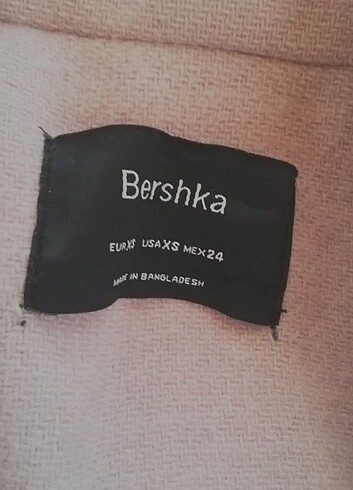 Bershka
EUR XS USA XS MEX 24
MADE IN BANGLADESH